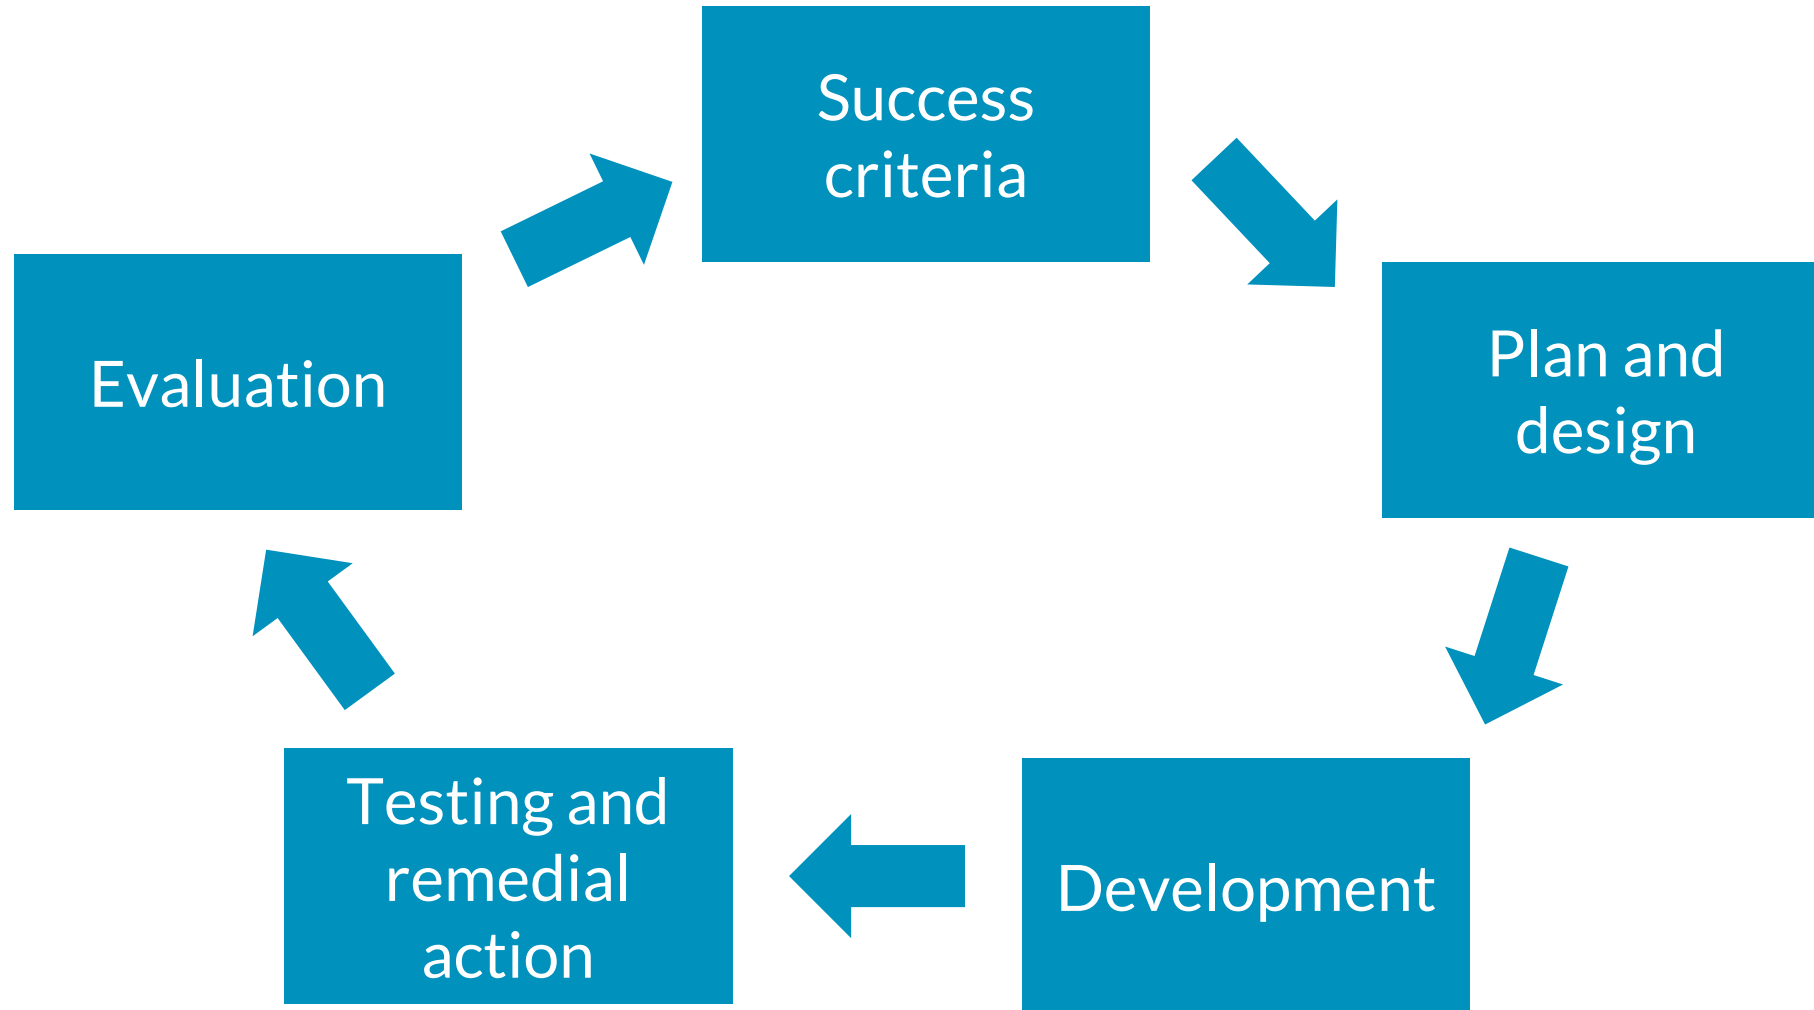 Success
criteria
Plan and
design
Development
Testing and
remedial
action
Evaluation